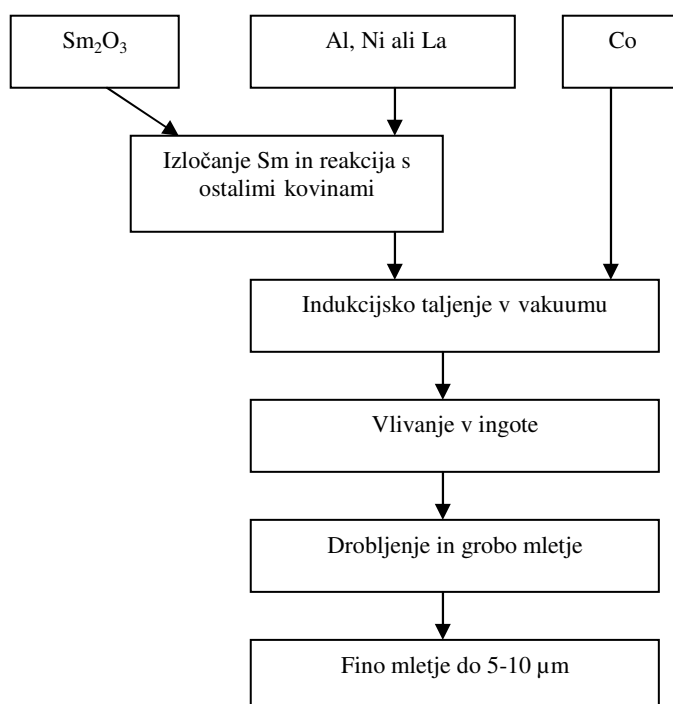 Sm₂O₃
Al, Ni ali La
Co
Izločanje Sm in reakcija s
ostalimi kovinami
Indukcijsko taljenje v vakuumu
Vlivanje v ingote
Drobljenje in grobo mletje
Fino mletje do 5-10 µm